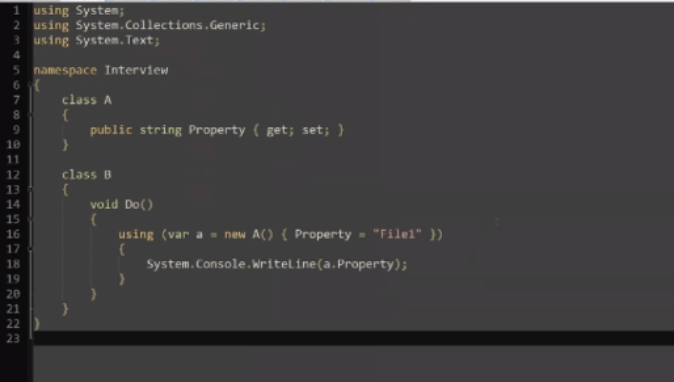 1 using System;
2 using System.Collections.Generic;
3 using System.Text;
4
5 namespace Interview
6 {
7     class A
8     {
9         public string Property { get; set; }
10     }
11
12     class B
13     {
14         void Do()
15         {
16             using (var a = new A() { Property = "File1" })
17             {
18                 System.Console.WriteLine(a.Property);
19             }
20         }
21     }
22 }
23